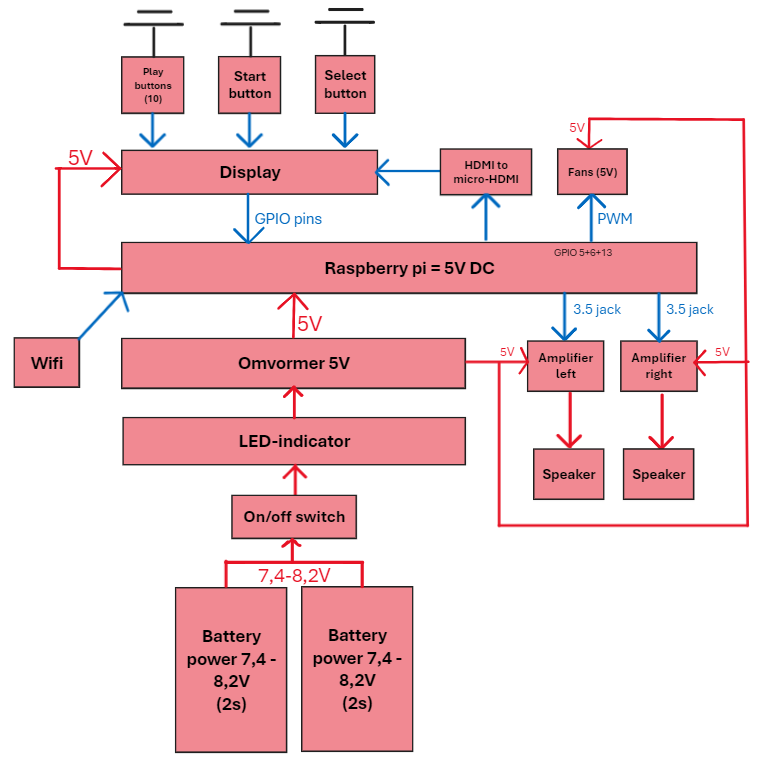 Play
buttons
(10)
Start
button
Select
button
5V
Display
HDMI to
micro-HDMI
5V
Fans (5V)
GPIO pins
PWM
GPIO 5+6+13
Raspberry pi = 5V DC
3.5 jack
3.5 jack
5V
Wifi
Omvormer 5V
5V
Amplifier
left
Amplifier
right
5V
LED-indicator
Speaker
Speaker
On/off switch
7,4-8,2V
Battery
power 7,4 -
8,2V
(2s)
Battery
power 7,4 -
8,2V
(2s)